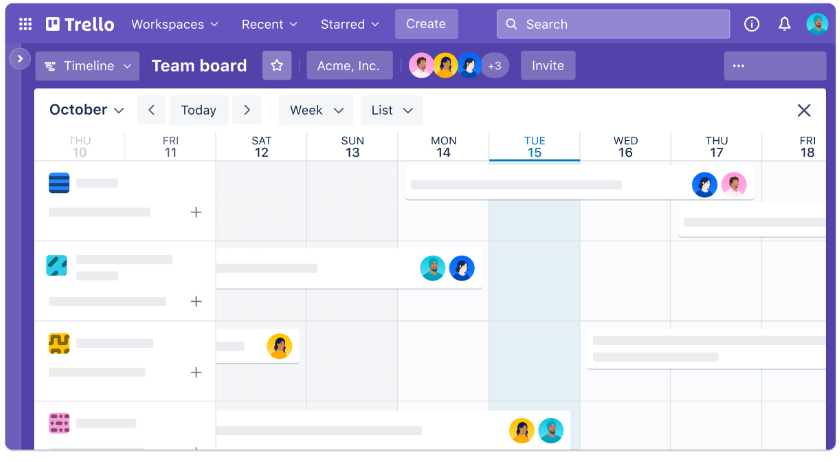 Trello Workspaces Recent Starred Create Search
Timeline Team board Acme, Inc. +3 Invite
October Today Week List
THU FRI SAT SUN MON TUE WED THU FRI
10 11 12 13 14 15 16 17 18